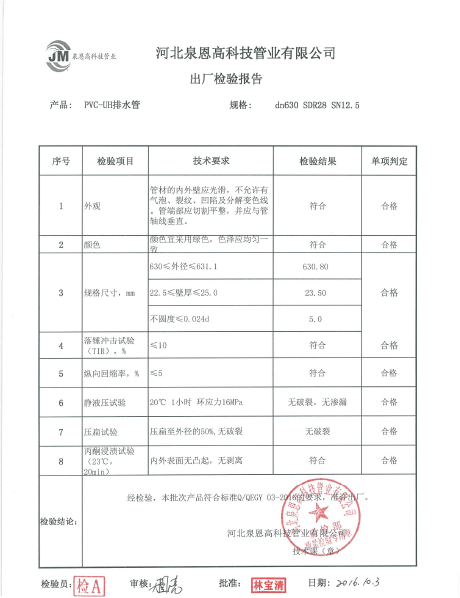 JM 泉恩高科技管业
河北泉恩高科技管业有限公司
出厂检验报告
产品： PVC-UH排水管 规格： dn630 SDR28 SN12.5
序号 检验项目 技术要求 检验结果 单项判定
1 外观 管材的内外壁应光滑，不允许有
气泡、裂纹、凹陷及分解变色线
。管端部应切割平整，并应与管
轴线垂直。 符合 合格
2 颜色 颜色宜采用绿色，色泽应均匀一
致 符合 合格
3 规格尺寸，mm 630≤外径≤631.1 630.80 合格
22.5≤壁厚≤25.0 23.50
不圆度≤0.024d 5.0
4 落锤冲击试验
（TIR），% ≤10 符合 合格
5 纵向回缩率，% ≤5 符合 合格
6 静液压试验 20℃ 1小时 环应力16MPa 无破裂，无渗漏 合格
7 压扁试验 压扁至外径的50%,无破裂 无破裂 合格
8 丙酮浸渍试验
（23℃，
20min） 内外表面无凸起，无剥离 符合 合格
检验结论： 经检验，本批次产品符合标准Q/QEGY 03-2016的要求，准予出厂。
河北泉恩高科技管业有限公司
技术课（章）
检验员： 检A 审核： 批准： 林宝清 日期： 2016.10.3